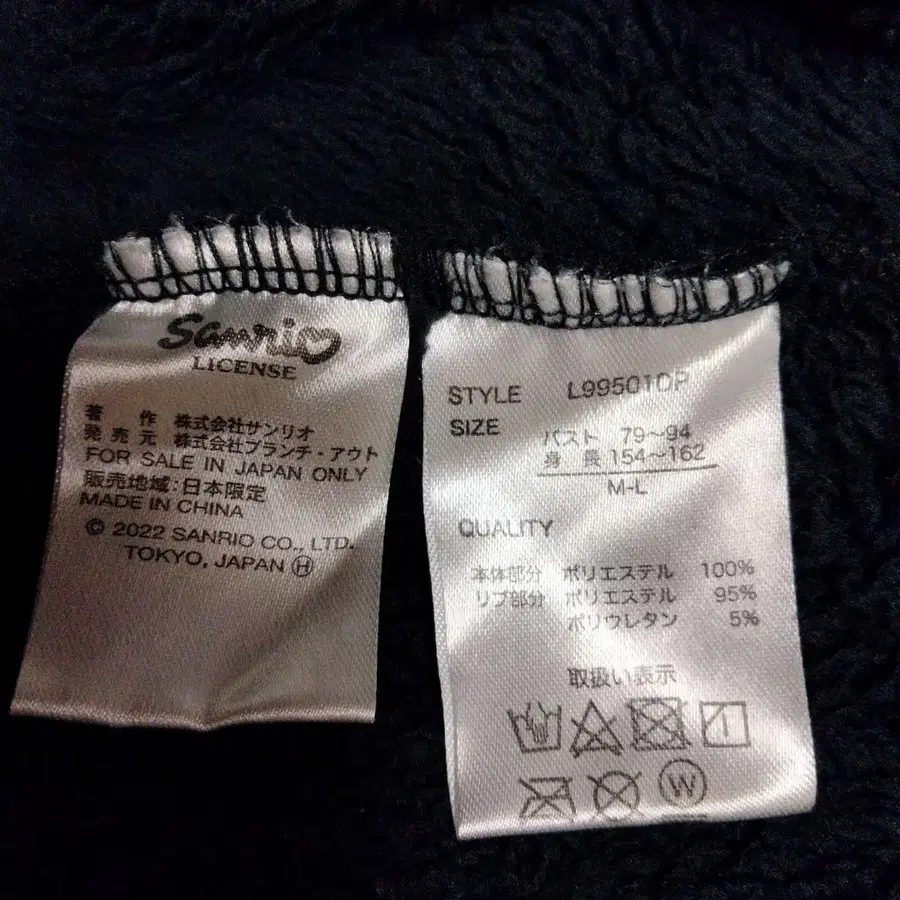 Sanrio
LICENSE
著 作 株式会社サンリオ
発 売 元 株式会社ブランチ・アウト
FOR SALE IN JAPAN ONLY
販売地域:日本限定
MADE IN CHINA
© 2022 SANRIO CO., LTD.
TOKYO, JAPAN Ⓗ
STYLE L995010P
SIZE
バスト 79~94
身 長 154~162
M-L
QUALITY
本体部分 ポリエステル 100%
リブ部分 ポリエステル 95%
ポリウレタン 5%
取扱い表示
W